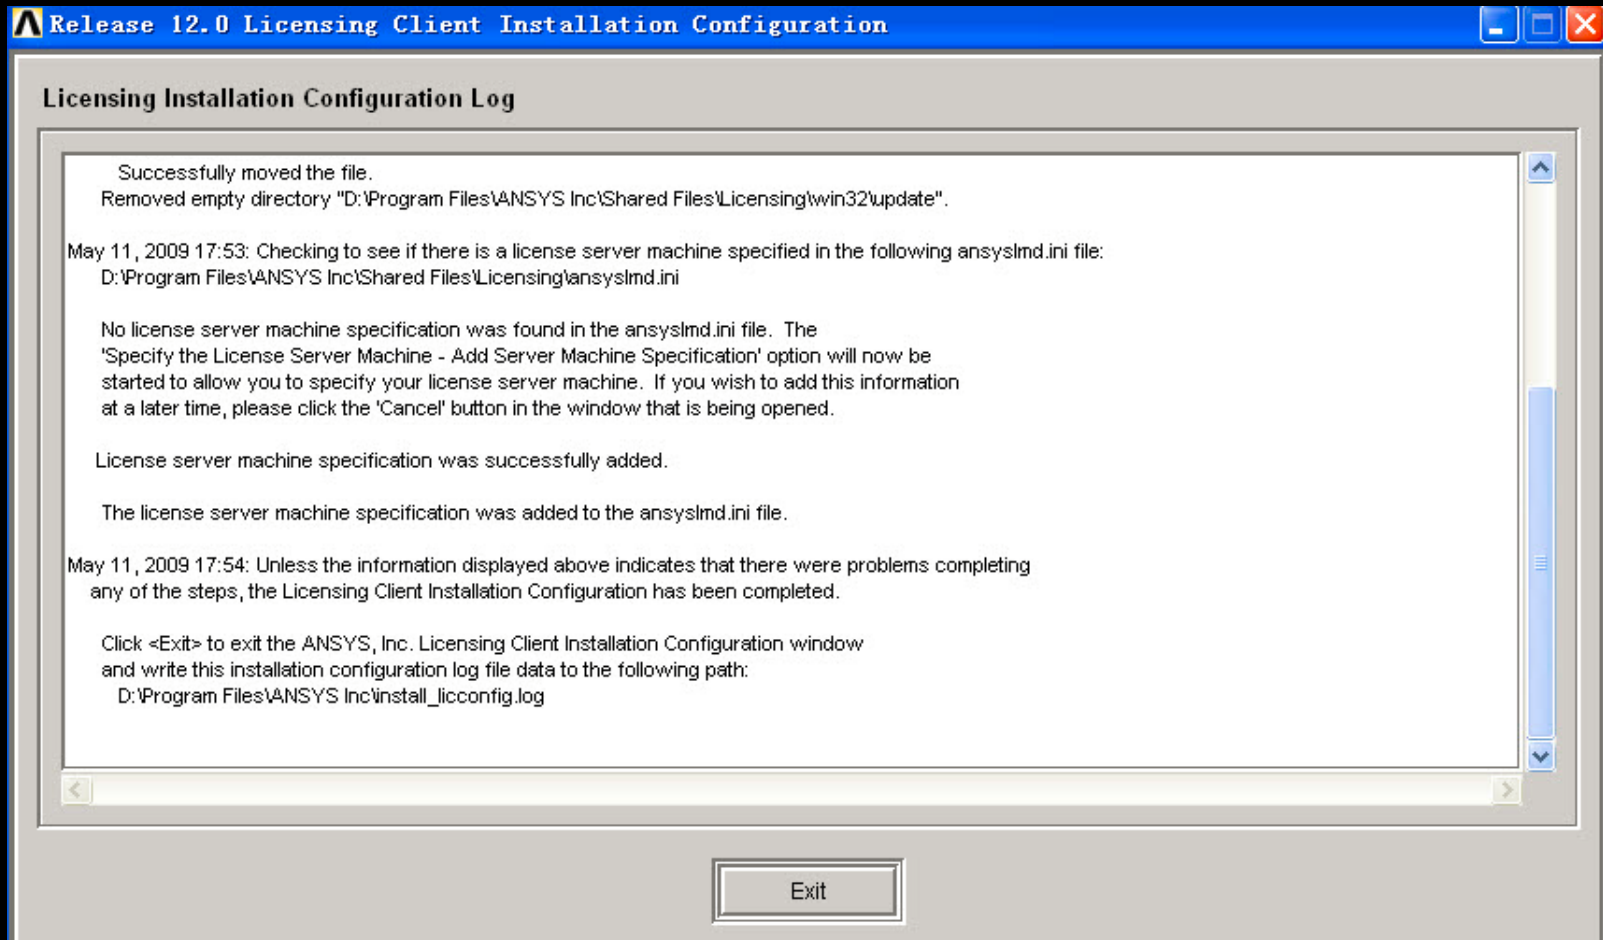 Release 12.0 Licensing Client Installation Configuration
Licensing Installation Configuration Log
Successfully moved the file.
Removed empty directory "D:\Program Files\ANSYS Inc\Shared Files\Licensing\win32\update".
May 11, 2009 17:53: Checking to see if there is a license server machine specified in the following ansyslmd.ini file:
D:\Program Files\ANSYS Inc\Shared Files\Licensing\ansyslmd.ini
No license server machine specification was found in the ansyslmd.ini file.  The
'Specify the License Server Machine - Add Server Machine Specification' option will now be
started to allow you to specify your license server machine.  If you wish to add this information
at a later time, please click the 'Cancel' button in the window that is being opened.
License server machine specification was successfully added.
The license server machine specification was added to the ansyslmd.ini file.
May 11, 2009 17:54: Unless the information displayed above indicates that there were problems completing
any of the steps, the Licensing Client Installation Configuration has been completed.
Click <Exit> to exit the ANSYS, Inc. Licensing Client Installation Configuration window
and write this installation configuration log file data to the following path:
D:\Program Files\ANSYS Inc\install_licconfig.log
Exit